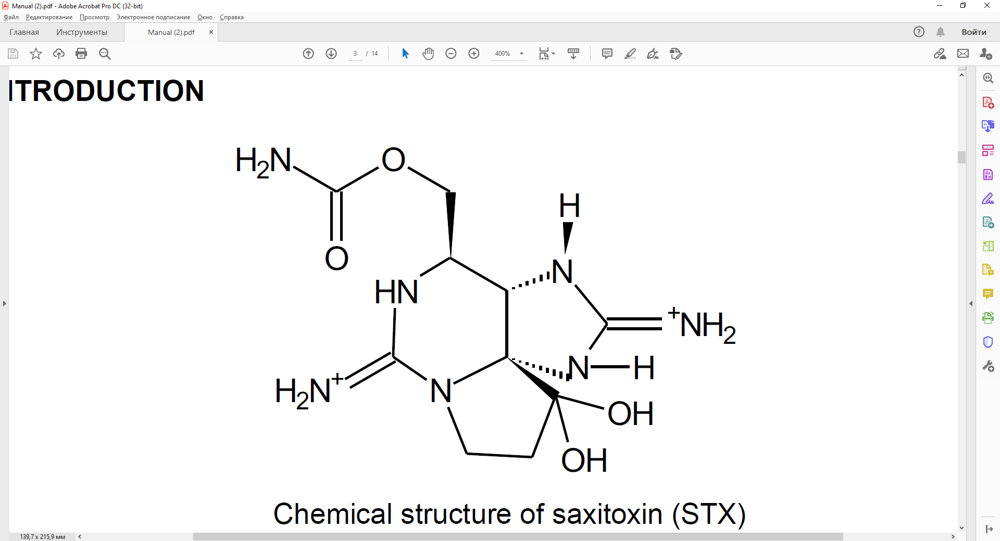 Manual (2).pdf - Adobe Acrobat Pro DC (32-bit)
Файл Редактирование Просмотр Электронное подписание Окно Справка
Главная Инструменты Manual (2).pdf × Войти
3 / 14 400%
NTRODUCTION
H2N O
H
O N
HN
+NH2
N H
H2N+ N
OH
OH
Chemical structure of saxitoxin (STX)
139,7 x 215,9 мм